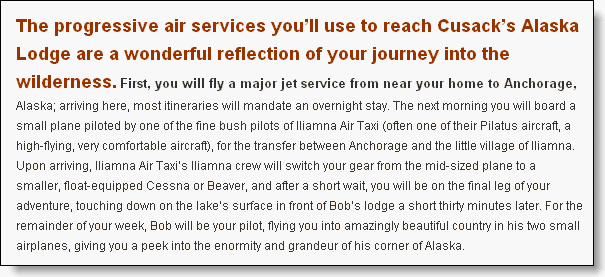 The progressive air services you'll use to reach Cusack's Alaska
Lodge are a wonderful reflection of your journey into the
wilderness. First, you will fly a major jet service from near your home to Anchorage,
Alaska; arriving here, most itineraries will mandate an overnight stay. The next morning you will board a
small plane piloted by one of the fine bush pilots of Iliamna Air Taxi (often one of their Pilatus aircraft, a
high-flying, very comfortable aircraft), for the transfer between Anchorage and the little village of Iliamna.
Upon arriving, Iliamna Air Taxi's Iliamna crew will switch your gear from the mid-sized plane to a
smaller, float-equipped Cessna or Beaver, and after a short wait, you will be on the final leg of your
adventure, touching down on the lake's surface in front of Bob's lodge a short thirty minutes later. For the
remainder of your week, Bob will be your pilot, flying you into amazingly beautiful country in his two small
airplanes, giving you a peek into the enormity and grandeur of his corner of Alaska.